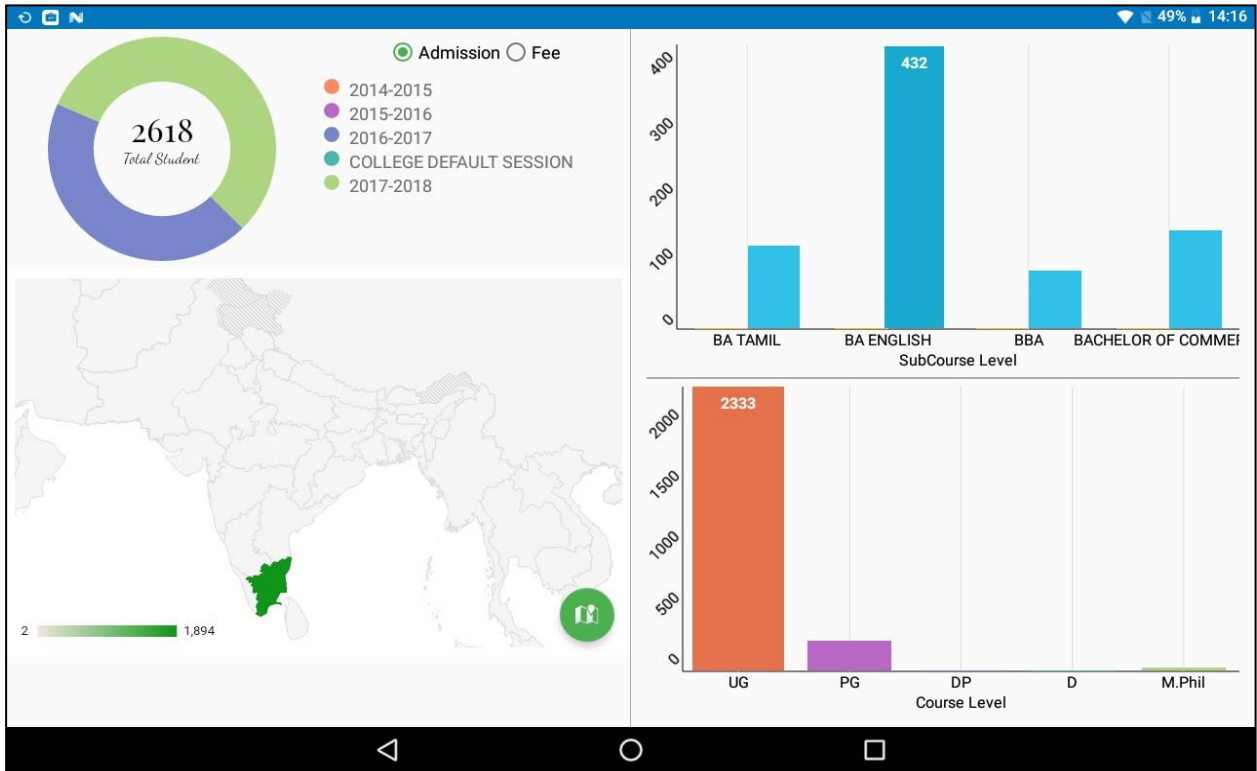 49% 14:16
Admission Fee
2618
Total Student
2014-2015
2015-2016
2016-2017
COLLEGE DEFAULT SESSION
2017-2018
2 1,894
400
300
200
100
0
432
BA TAMIL BA ENGLISH BBA BACHELOR OF COMMER
SubCourse Level
2000
1500
1000
500
0
2333
UG PG DP D M.Phil
Course Level